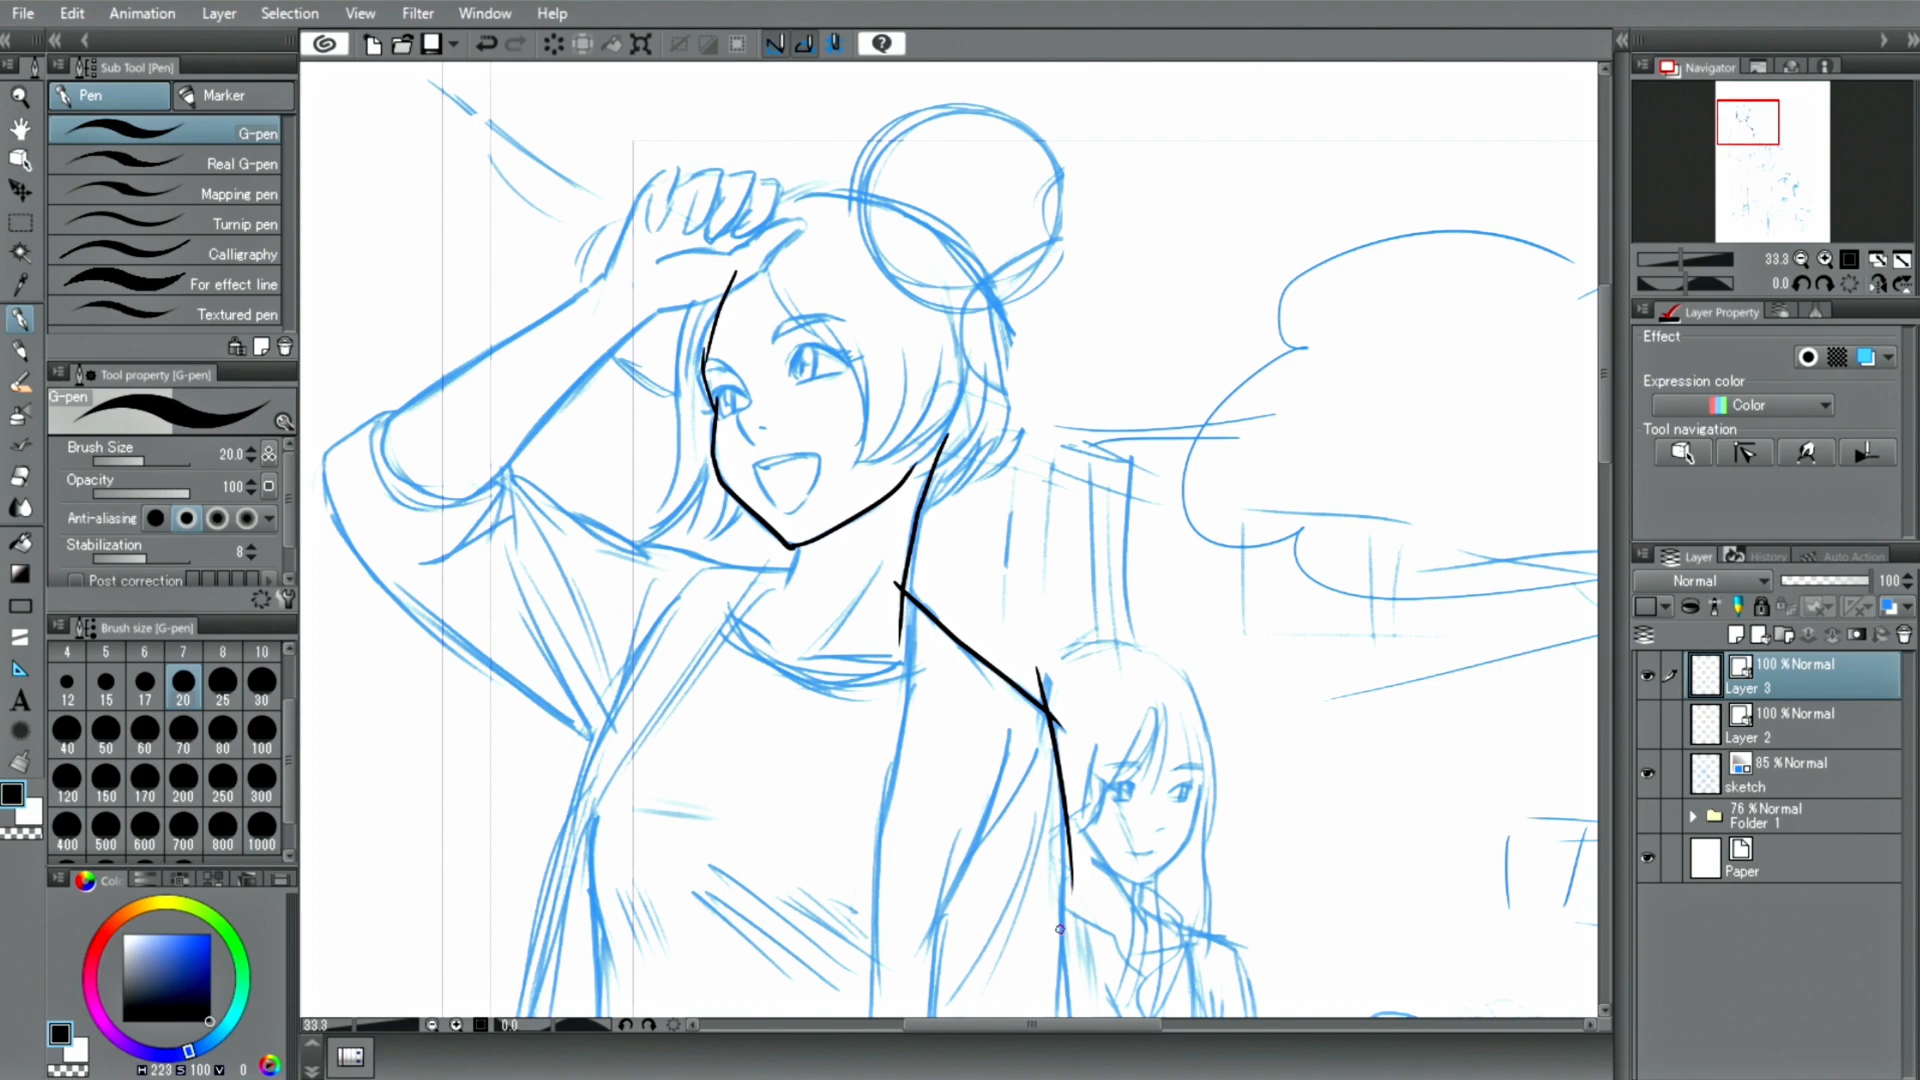 File Edit Animation Layer Selection View Filter Window Help
Sub Tool [Pen]
Pen Marker
G-pen
Real G-pen
Mapping pen
Turnip pen
Calligraphy
For effect line
Textured pen
Tool property [G-pen]
G-pen
Brush Size 20.0
Opacity 100
Anti-aliasing
Stabilization 8
Post correction
Brush size [G-pen]
4 5 6 7 8 10
12 15 17 20 25 30
40 50 60 70 80 100
120 150 170 200 250 300
400 500 600 700 800 1000
Colo
H 223 S 100 V 0
33.3 0.0
Navigator
33.3
0.0
Layer Property
Effect
Expression color
Color
Tool navigation
Layer History Auto Action
Normal 100
100 % Normal
Layer 3
100 % Normal
Layer 2
85 % Normal
sketch
76 % Normal
Folder 1
Paper
A